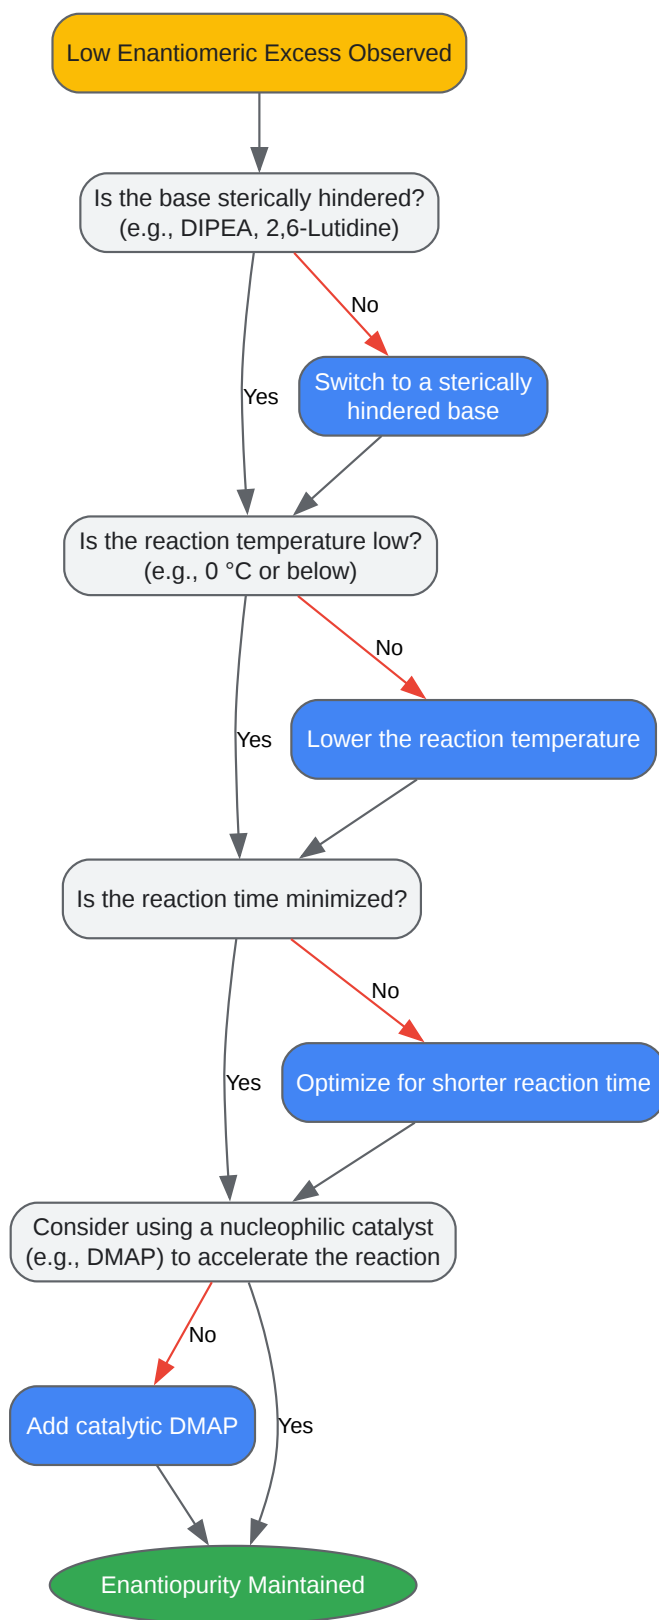 Low Enantiomeric Excess Observed
Is the base sterically hindered?
(e.g., DIPEA, 2,6-Lutidine)
No
Switch to a sterically
hindered base
Yes
Is the reaction temperature low?
(e.g., 0 °C or below)
No
Lower the reaction temperature
Yes
Is the reaction time minimized?
No
Optimize for shorter reaction time
Yes
Consider using a nucleophilic catalyst
(e.g., DMAP) to accelerate the reaction
No
Add catalytic DMAP
Yes
Enantiopurity Maintained